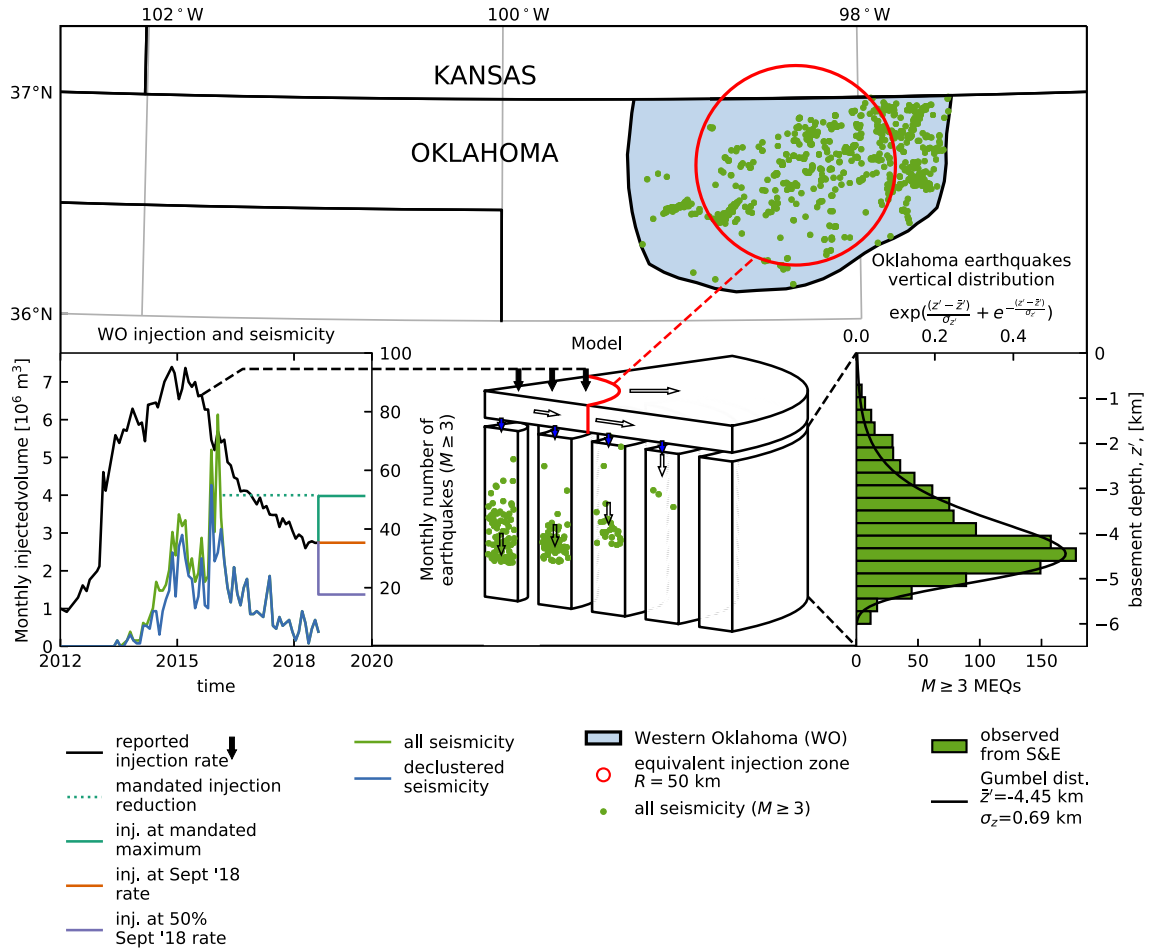 102°W
100°W
98°W
37°N
36°N
KANSAS
OKLAHOMA
Oklahoma earthquakes
vertical distribution
exp((z′ − z̄′)/σz′ + e^−(z′−z̄′)/σz′)
WO injection and seismicity
Model
0.0 0.2 0.4
Monthly injectedvolume [10⁶ m³]
7
6
5
4
3
2
1
0
2012 2015 2018 2020
time
100
80
60
40
20
Monthly number of
earthquakes (M ≥ 3)
0
−1
−2
−3
−4
−5
−6
basement depth, z′, [km]
0 50 100 150
M ≥ 3 MEQs
reported
injection rate
mandated injection
reduction
inj. at mandated
maximum
inj. at Sept '18
rate
inj. at 50%
Sept '18 rate
all seismicity
declustered
seismicity
Western Oklahoma (WO)
equivalent injection zone
R = 50 km
all seismicity (M ≥ 3)
observed
from S&E
Gumbel dist.
z̄′=-4.45 km
σz=0.69 km